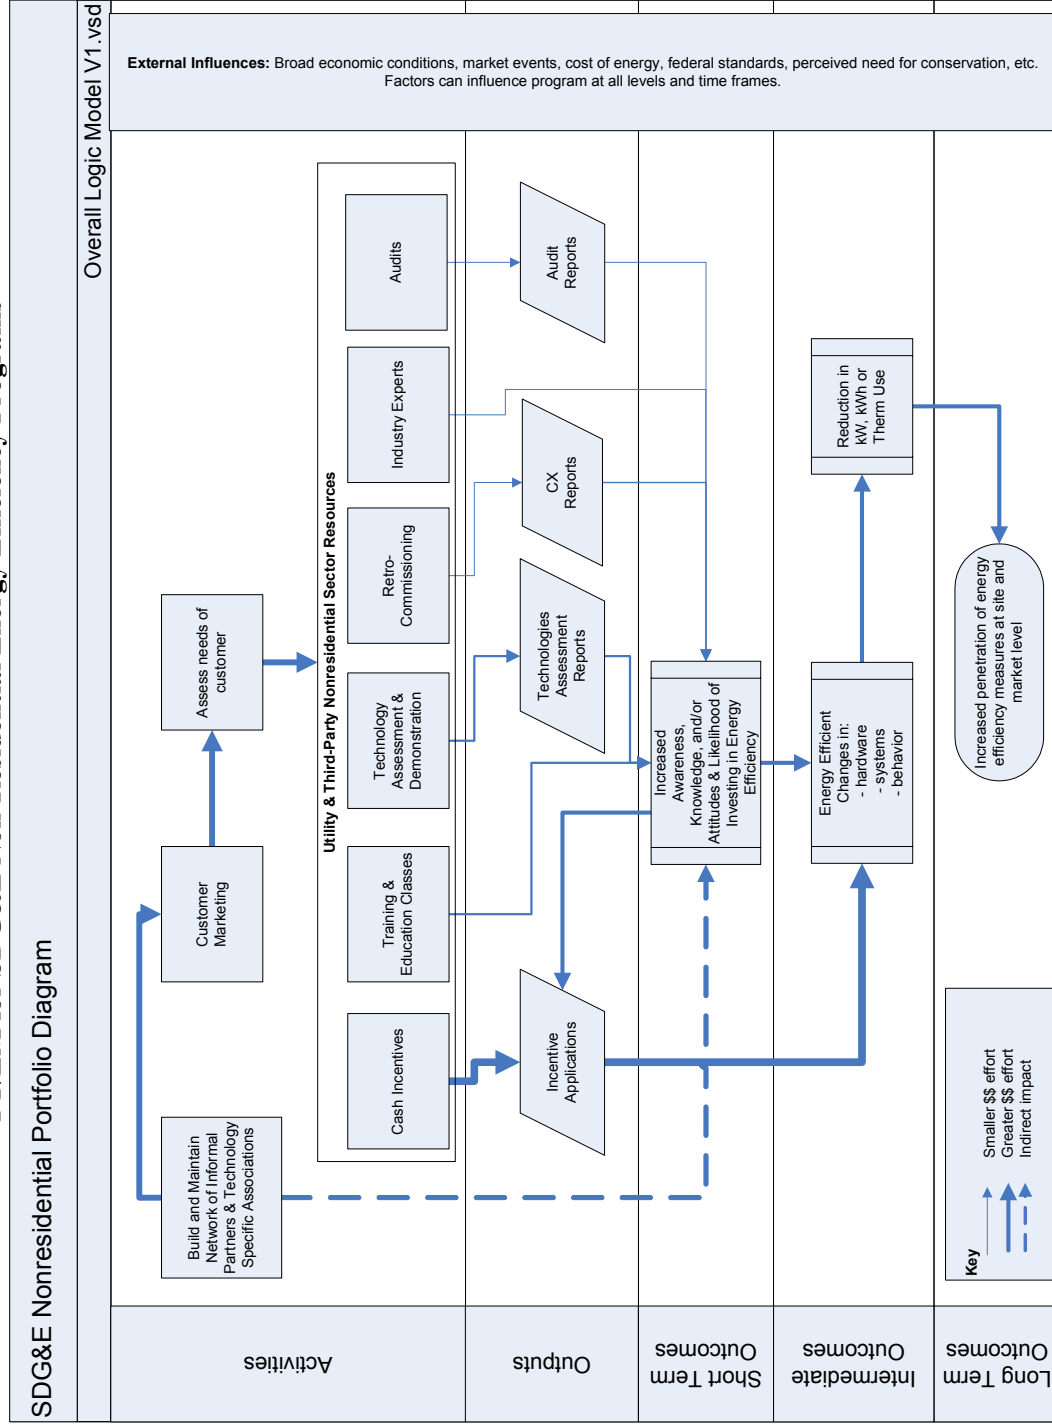 SDG&E Nonresidential Portfolio Diagram
Overall Logic Model V1.vsd
External Influences: Broad economic conditions, market events, cost of energy, federal standards, perceived need for conservation, etc.
Factors can influence program at all levels and time frames.
Activities
Build and Maintain
Network of Informal
Partners & Technology
Specific Associations
Customer
Marketing
Assess needs of
customer
Utility & Third-Party Nonresidential Sector Resources
Cash Incentives
Training &
Education Classes
Technology
Assessment &
Demonstration
Retro-
Commissioning
Industry Experts
Audits
Outputs
Incentive
Applications
Technologies
Assessment
Reports
CX
Reports
Audit
Reports
Short Term
Outcomes
Increased
Awareness,
Knowledge, and/or
Attitudes & Likelihood of
Investing in Energy
Efficiency
Intermediate
Outcomes
Energy Efficient
Changes in:
- hardware
- systems
- behavior
Reduction in
kW, kWh or
Therm Use
Long Term
Outcomes
Key
Smaller $$ effort
Greater $$ effort
Indirect impact
Increased penetration of energy
efficiency measures at site and
market level